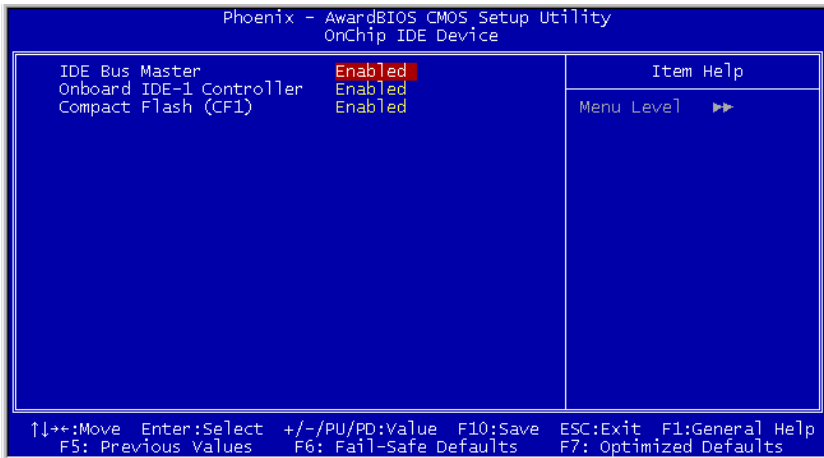 Phoenix - AwardBIOS CMOS Setup Utility
OnChip IDE Device
IDE Bus Master Enabled
Onboard IDE-1 Controller Enabled
Compact Flash (CF1) Enabled
Item Help
Menu Level ▶▶
↑↓→←:Move Enter:Select +/-/PU/PD:Value F10:Save ESC:Exit F1:General Help
F5: Previous Values F6: Fail-Safe Defaults F7: Optimized Defaults